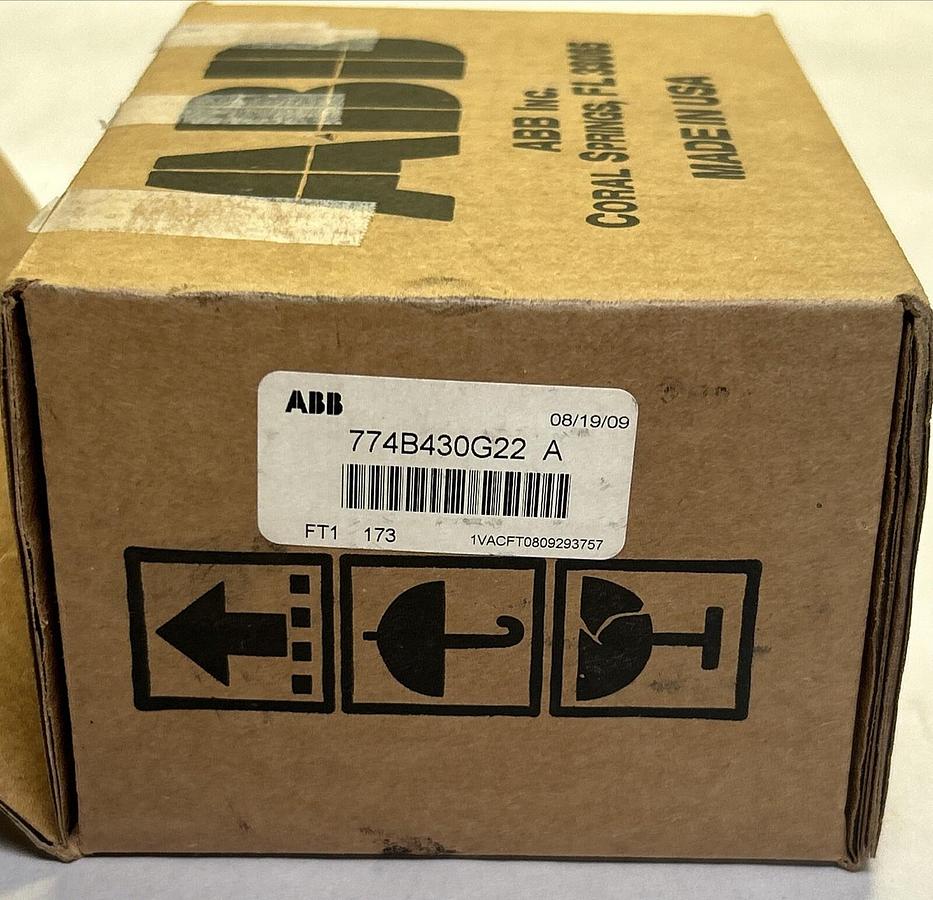 ABB
ABB INC.
CORAL SPRINGS, FL 33065
MADE IN USA
ABB
08/19/09
774B430G22 A
FT1 173
1VACFT0809293757